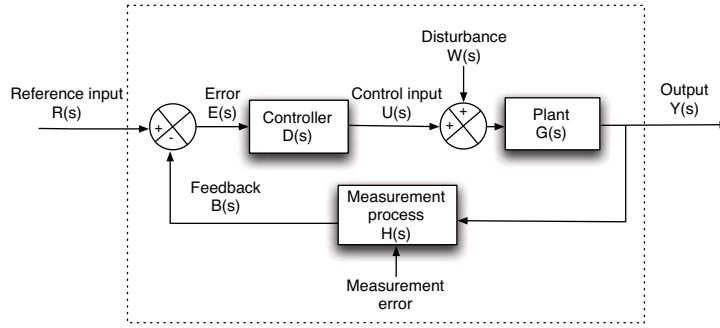 Disturbance
W(s)
Reference input
R(s)
Error
E(s)
Control input
U(s)
Output
Y(s)
+
-
Controller
D(s)
+
+
Plant
G(s)
Feedback
B(s)
Measurement
process
H(s)
Measurement
error